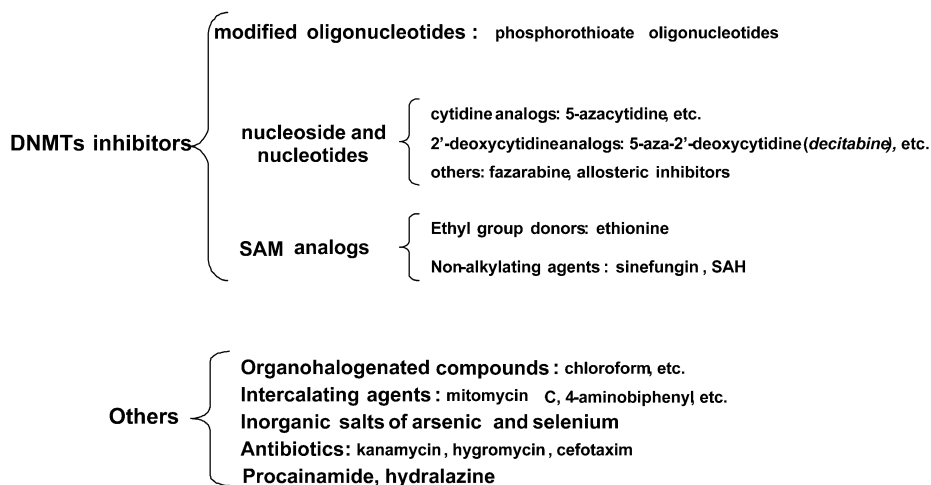 modified oligonucleotides : phosphorothioate oligonucleotides
DNMTs inhibitors
nucleoside and
nucleotides
cytidine analogs: 5-azacytidine, etc.
2'-deoxycytidineanalogs: 5-aza-2'-deoxycytidine (decitabine), etc.
others: fazarabine, allosteric inhibitors
SAM analogs
Ethyl group donors: ethionine
Non-alkylating agents : sinefungin , SAH
Others
Organohalogenated compounds : chloroform, etc.
Intercalating agents : mitomycin C, 4-aminobiphenyl, etc.
Inorganic salts of arsenic and selenium
Antibiotics: kanamycin , hygromycin , cefotaxim
Procainamide, hydralazine